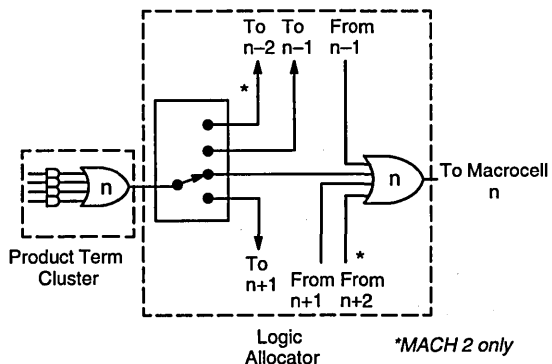 To
n–2
To
n–1
From
n–1
*
n
n
To Macrocell
n
Product Term
Cluster
To
n+1
From
n+1
From
n+2
*
Logic
Allocator
*MACH 2 only